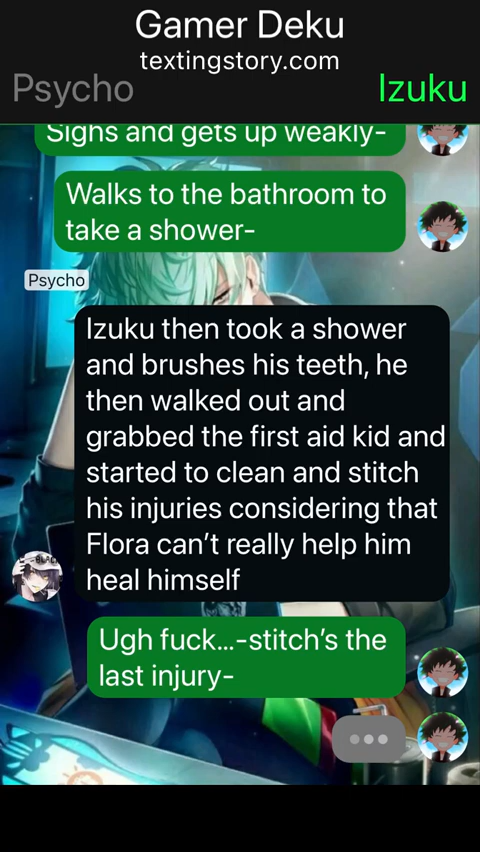 Gamer Deku
textingstory.com
Psycho
Izuku
Signs and gets up weakly-
Walks to the bathroom to
take a shower-
Psycho
Izuku then took a shower
and brushes his teeth, he
then walked out and
grabbed the first aid kid and
started to clean and stitch
his injuries considering that
Flora can’t really help him
heal himself
Ugh fuck...-stitch’s the
last injury-